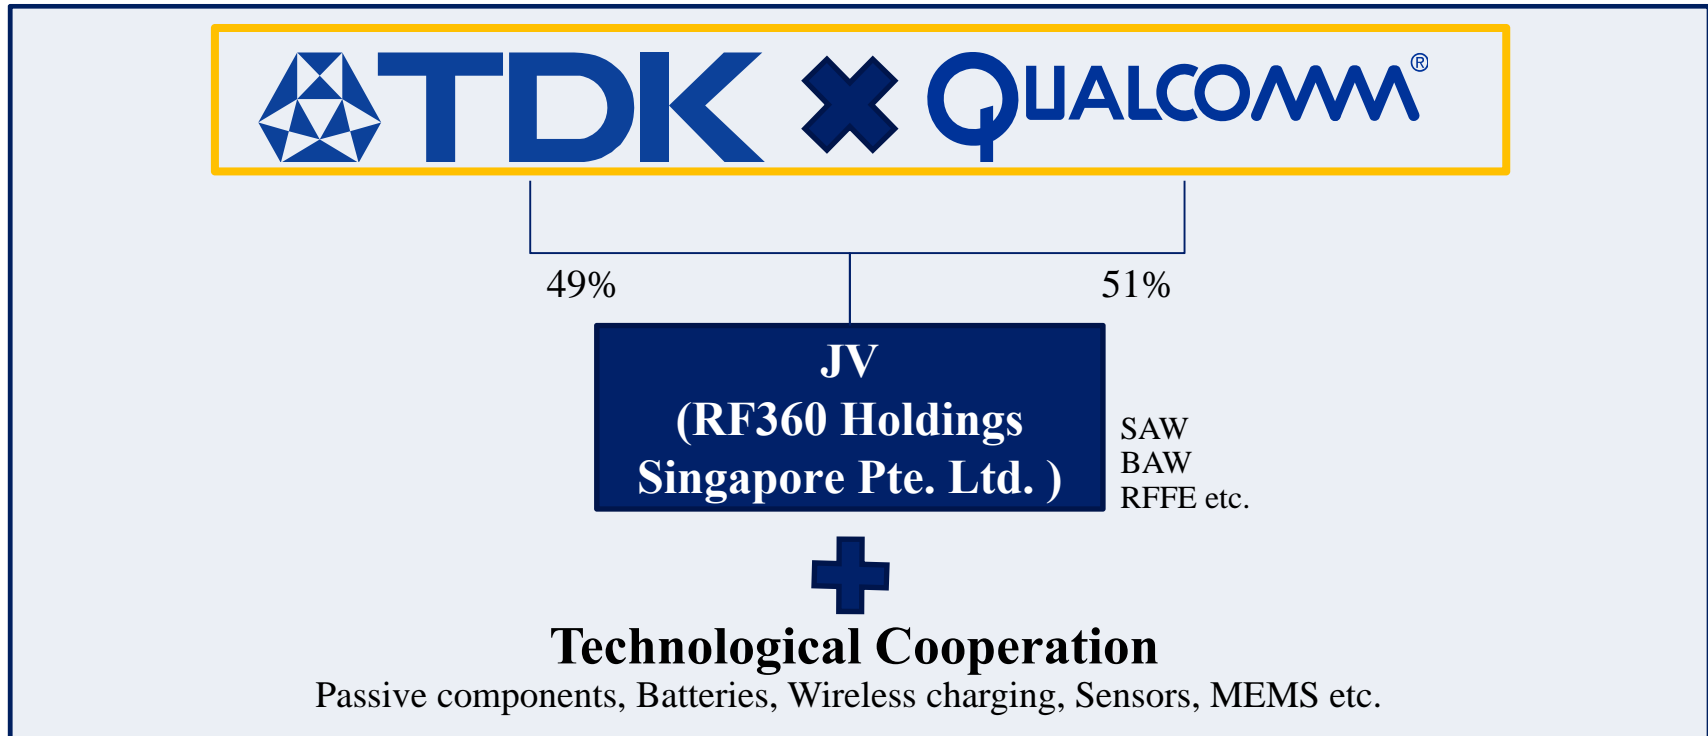 TDK QUALCOMM®
49% 51%
JV
(RF360 Holdings
Singapore Pte. Ltd. )
SAW
BAW
RFFE etc.
Technological Cooperation
Passive components, Batteries, Wireless charging, Sensors, MEMS etc.